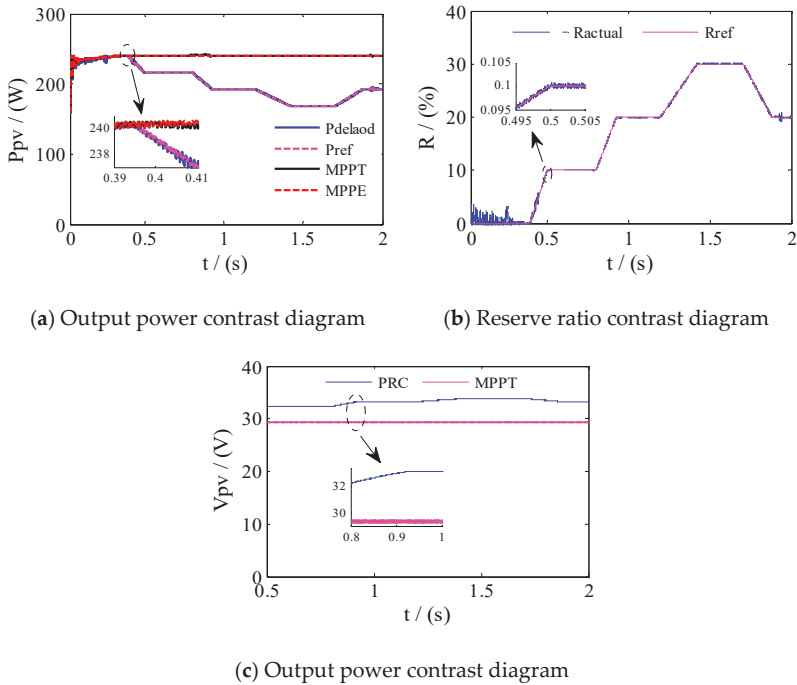 300
250
200
150
100
50
0
Ppv / (W)
240
238
0.39 0.4 0.41
Pdelaod
Pref
MPPT
MPPE
0 0.5 1 1.5 2
t / (s)
(a) Output power contrast diagram
40
30
20
10
0
R / (%)
Ractual Rref
0.105
0.1
0.095
0.495 0.5 0.505
0 0.5 1 1.5 2
t / (s)
(b) Reserve ratio contrast diagram
40
30
20
10
0
Vpv / (V)
PRC MPPT
32
30
0.8 0.9 1
0.5 1 1.5 2
t / (s)
(c) Output power contrast diagram